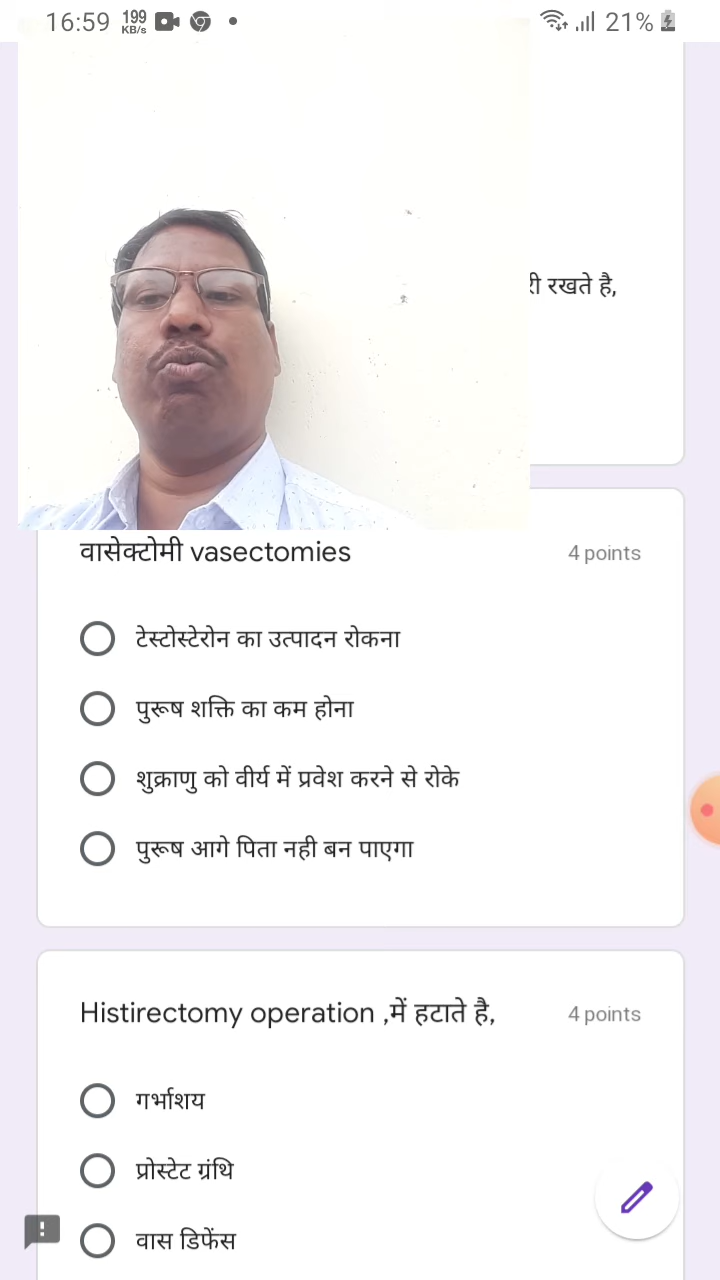 16:59 199 KB/s 21%
री रखते है,
वासेक्टोमी vasectomies 4 points
टेस्टोस्टेरोन का उत्पादन रोकना
पुरूष शक्ति का कम होना
शुक्राणु को वीर्य में प्रवेश करने से रोके
पुरूष आगे पिता नही बन पाएगा
Histirectomy operation ,में हटाते है, 4 points
गर्भाशय
प्रोस्टेट ग्रंथि
वास डिफेंस